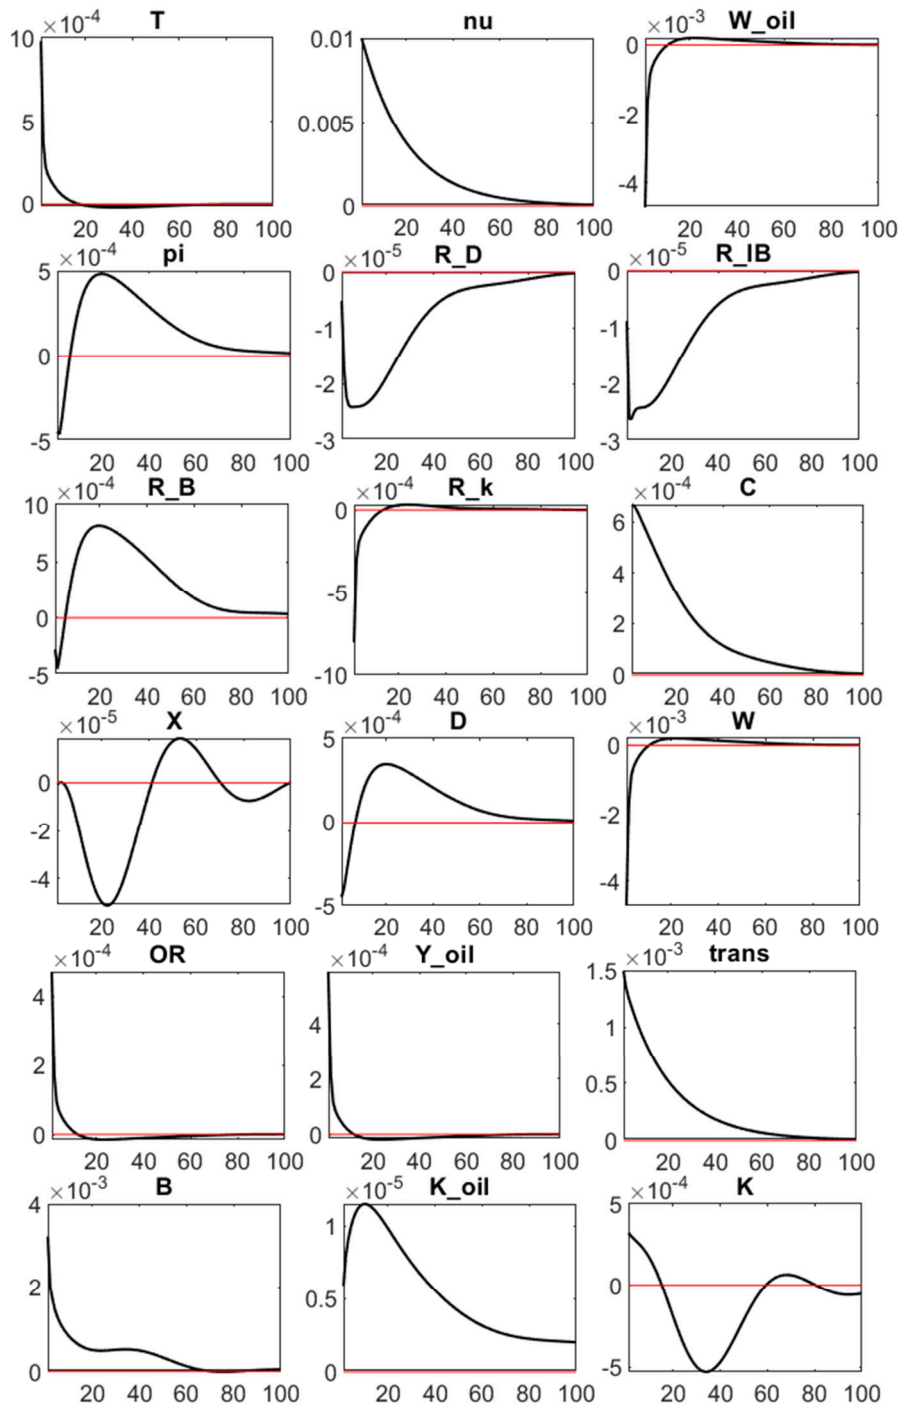 T nu W_oil
×10^-4 ×10^-3
10 5 0
0.01 0.005 0
0 -2 -4
20 40 60 80 100 20 40 60 80 100 20 40 60 80 100
pi R_D R_IB
×10^-4 ×10^-5 ×10^-5
5 0 -5
0 -1 -2 -3
0 -1 -2 -3
20 40 60 80 100 20 40 60 80 100 20 40 60 80 100
R_B R_k C
×10^-4 ×10^-4 ×10^-4
10 5 0 -5
0 -5 -10
6 4 2 0
20 40 60 80 100 20 40 60 80 100 20 40 60 80 100
X D W
×10^-5 ×10^-4 ×10^-3
0 -2 -4
5 0 -5
0 -2 -4
20 40 60 80 100 20 40 60 80 100 20 40 60 80 100
OR Y_oil trans
×10^-4 ×10^-4 ×10^-3
4 2 0
4 2 0
1.5 1 0.5 0
20 40 60 80 100 20 40 60 80 100 20 40 60 80 100
B K_oil K
×10^-3 ×10^-5 ×10^-4
4 2 0
1 0.5 0
5 0 -5
20 40 60 80 100 20 40 60 80 100 20 40 60 80 100